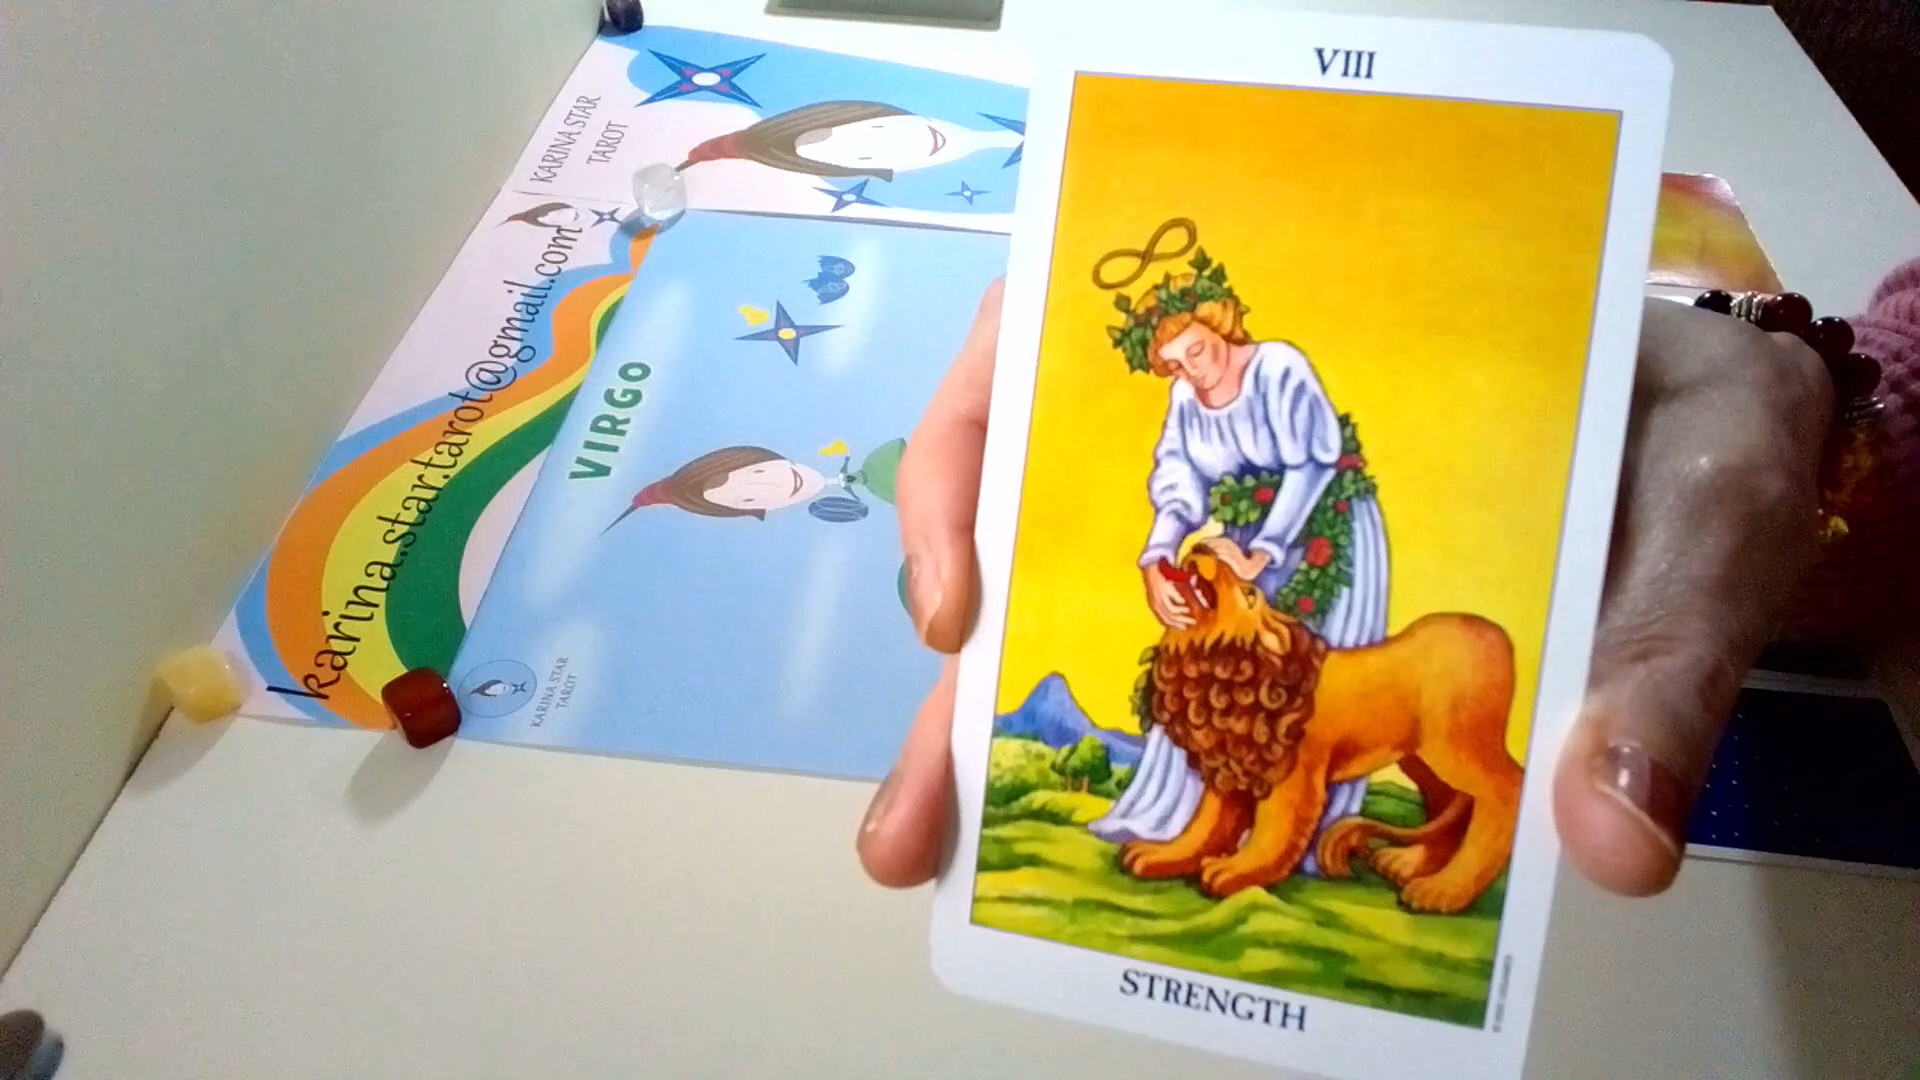 VIII
STRENGTH
KARINA STAR
TAROT
karina.star.tarot@gmail.com
VIRGO
KARINA STAR
TAROT